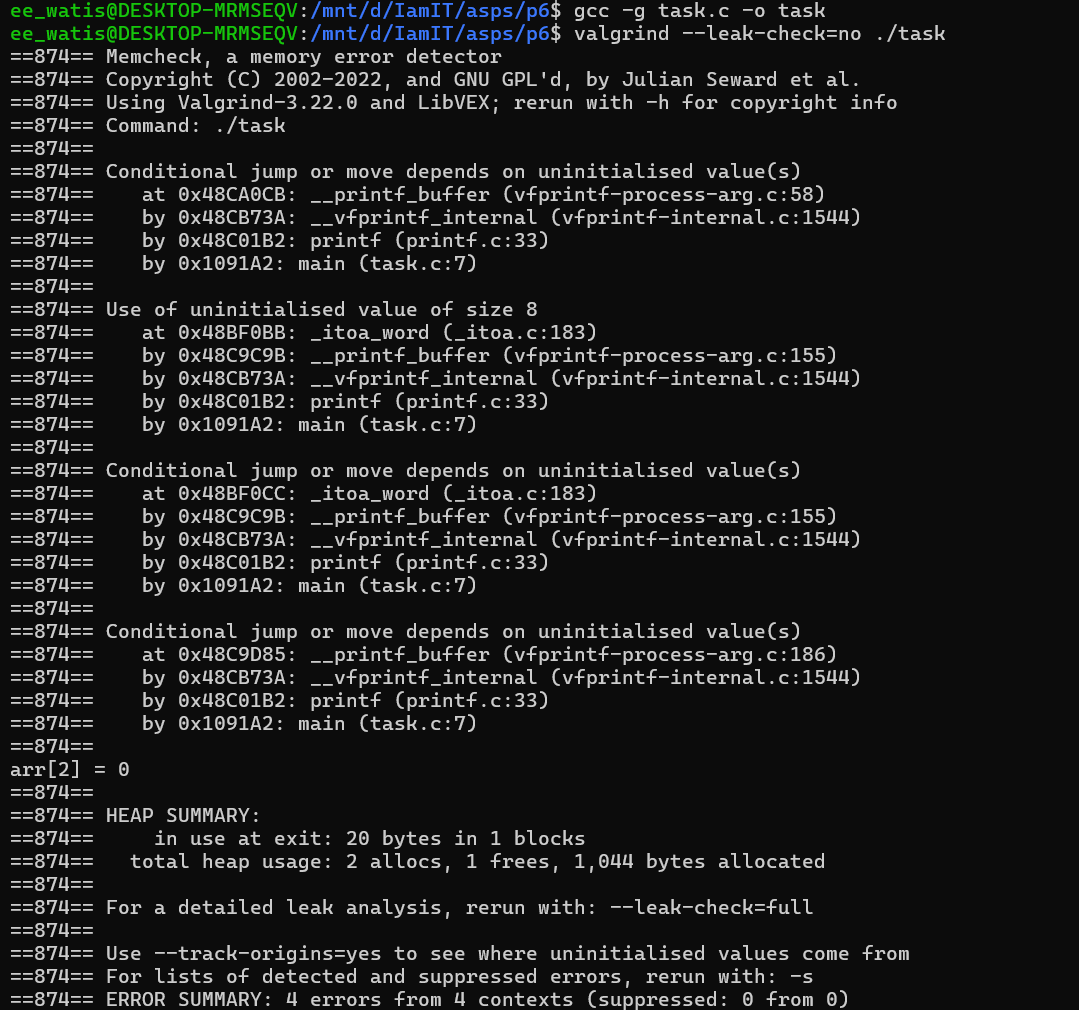 ee_watis@DESKTOP-MRMSEQV:/mnt/d/IamIT/asps/p6$ gcc -g task.c -o task
ee_watis@DESKTOP-MRMSEQV:/mnt/d/IamIT/asps/p6$ valgrind --leak-check=no ./task
==874== Memcheck, a memory error detector
==874== Copyright (C) 2002-2022, and GNU GPL'd, by Julian Seward et al.
==874== Using Valgrind-3.22.0 and LibVEX; rerun with -h for copyright info
==874== Command: ./task
==874==
==874== Conditional jump or move depends on uninitialised value(s)
==874==    at 0x48CA0CB: __printf_buffer (vfprintf-process-arg.c:58)
==874==    by 0x48CB73A: __vfprintf_internal (vfprintf-internal.c:1544)
==874==    by 0x48C01B2: printf (printf.c:33)
==874==    by 0x1091A2: main (task.c:7)
==874==
==874== Use of uninitialised value of size 8
==874==    at 0x48BF0BB: _itoa_word (_itoa.c:183)
==874==    by 0x48C9C9B: __printf_buffer (vfprintf-process-arg.c:155)
==874==    by 0x48CB73A: __vfprintf_internal (vfprintf-internal.c:1544)
==874==    by 0x48C01B2: printf (printf.c:33)
==874==    by 0x1091A2: main (task.c:7)
==874==
==874== Conditional jump or move depends on uninitialised value(s)
==874==    at 0x48BF0CC: _itoa_word (_itoa.c:183)
==874==    by 0x48C9C9B: __printf_buffer (vfprintf-process-arg.c:155)
==874==    by 0x48CB73A: __vfprintf_internal (vfprintf-internal.c:1544)
==874==    by 0x48C01B2: printf (printf.c:33)
==874==    by 0x1091A2: main (task.c:7)
==874==
==874== Conditional jump or move depends on uninitialised value(s)
==874==    at 0x48C9D85: __printf_buffer (vfprintf-process-arg.c:186)
==874==    by 0x48CB73A: __vfprintf_internal (vfprintf-internal.c:1544)
==874==    by 0x48C01B2: printf (printf.c:33)
==874==    by 0x1091A2: main (task.c:7)
==874==
arr[2] = 0
==874==
==874== HEAP SUMMARY:
==874==     in use at exit: 20 bytes in 1 blocks
==874==   total heap usage: 2 allocs, 1 frees, 1,044 bytes allocated
==874==
==874== For a detailed leak analysis, rerun with: --leak-check=full
==874==
==874== Use --track-origins=yes to see where uninitialised values come from
==874== For lists of detected and suppressed errors, rerun with: -s
==874== ERROR SUMMARY: 4 errors from 4 contexts (suppressed: 0 from 0)